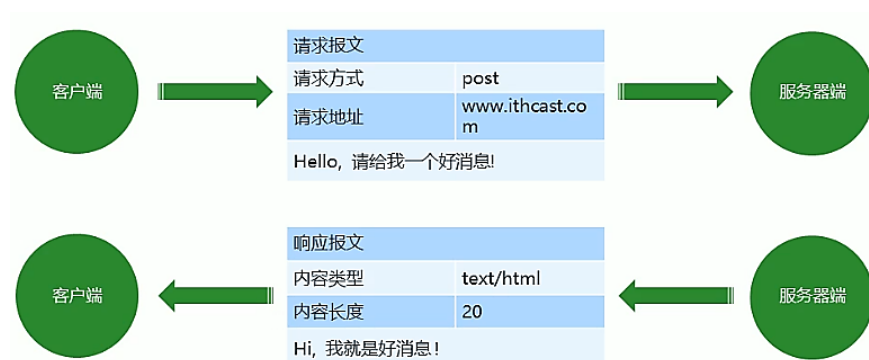 请求报文
客户端
请求方式 post
服务器端
请求地址 www.ithcast.co
m
Hello, 请给我一个好消息!
响应报文
客户端
内容类型 text/html
服务器端
内容长度 20
Hi, 我就是好消息!